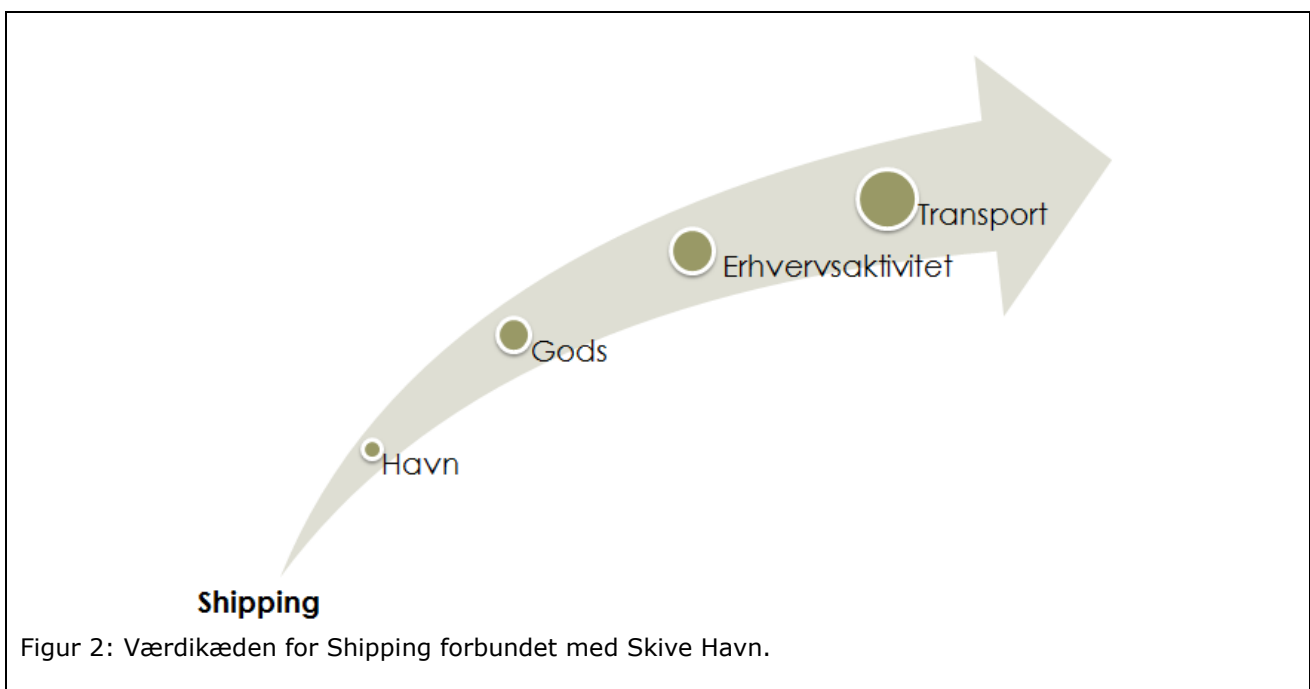 Transport
Erhvervsaktivitet
Gods
Havn
Shipping
Figur 2: Værdikæden for Shipping forbundet med Skive Havn.